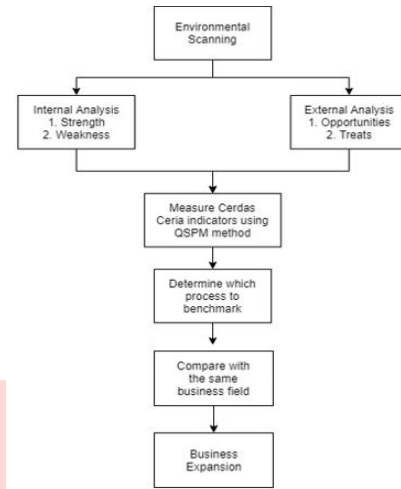 Environmental
Scanning
Internal Analysis
1. Strength
2. Weakness
External Analysis
1. Opportunities
2. Treats
Measure Cerdas
Ceria indicators using
QSPM method
Determine which
process to
benchmark
Compare with
the same
business field
Business
Expansion